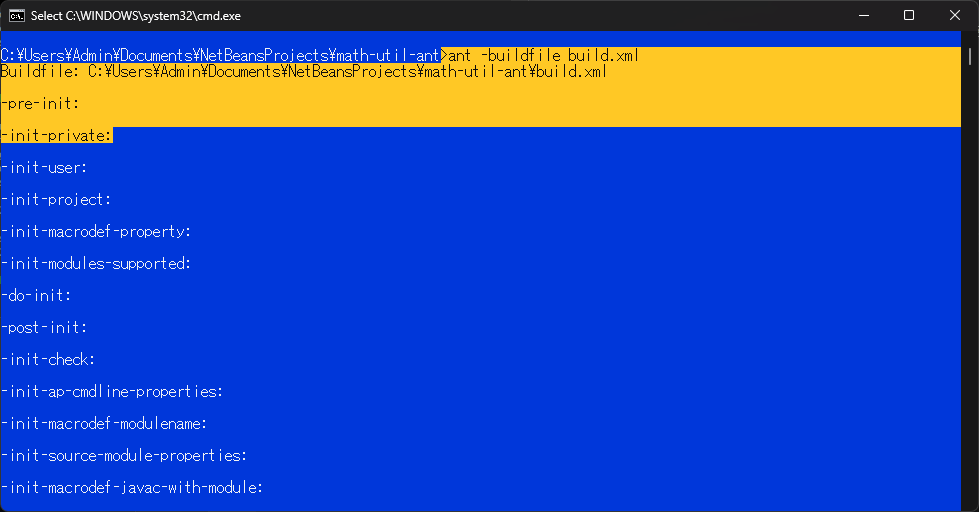 Select C:\WINDOWS\system32\cmd.exe
C:¥Users¥Admin¥Documents¥NetBeansProjects¥math-util-ant>ant -buildfile build.xml
Buildfile: C:¥Users¥Admin¥Documents¥NetBeansProjects¥math-util-ant¥build.xml
-pre-init:
-init-private:
-init-user:
-init-project:
-init-macrodef-property:
-init-modules-supported:
-do-init:
-post-init:
-init-check:
-init-ap-cmdline-properties:
-init-macrodef-modulename:
-init-source-module-properties:
-init-macrodef-javac-with-module: